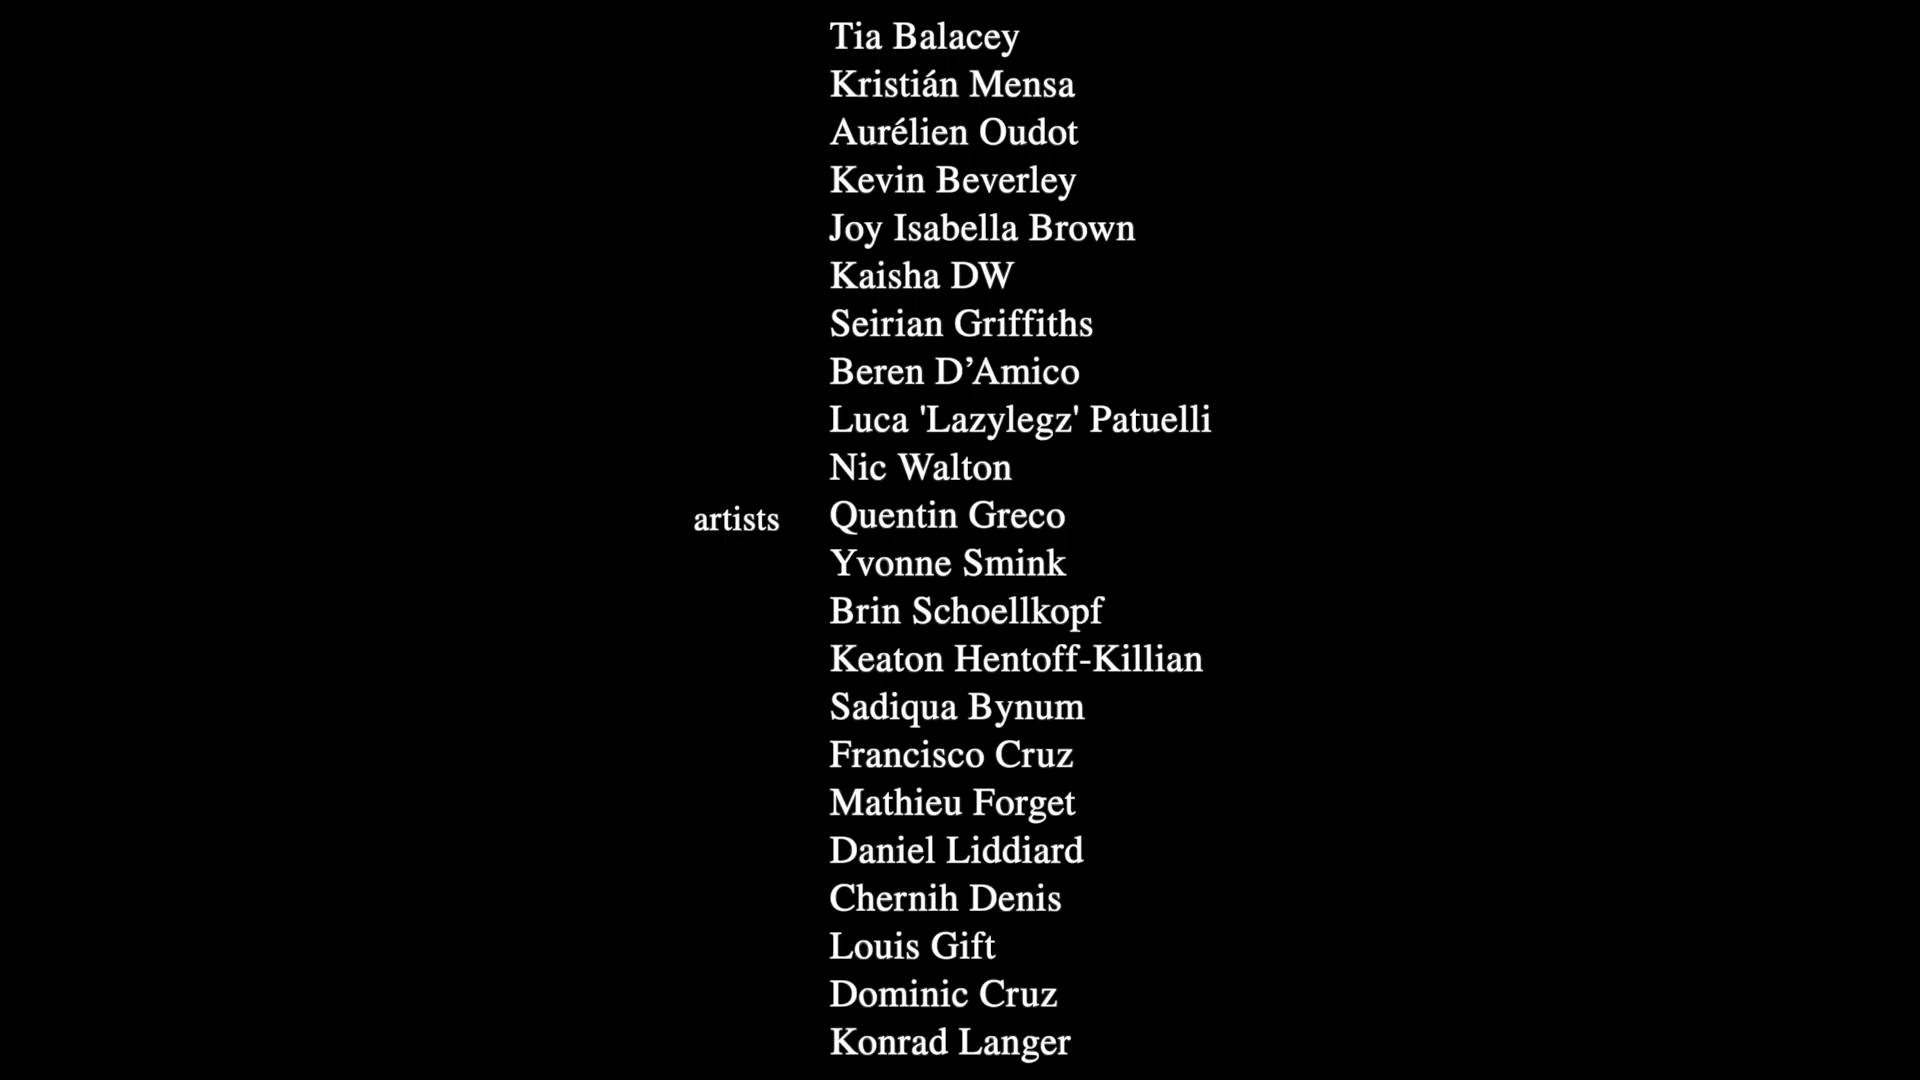 Tia Balacey
Kristián Mensa
Aurélien Oudot
Kevin Beverley
Joy Isabella Brown
Kaisha DW
Seirian Griffiths
Beren D’Amico
Luca 'Lazylegz' Patuelli
Nic Walton
artists Quentin Greco
Yvonne Smink
Brin Schoellkopf
Keaton Hentoff-Killian
Sadiqua Bynum
Francisco Cruz
Mathieu Forget
Daniel Liddiard
Chernih Denis
Louis Gift
Dominic Cruz
Konrad Langer